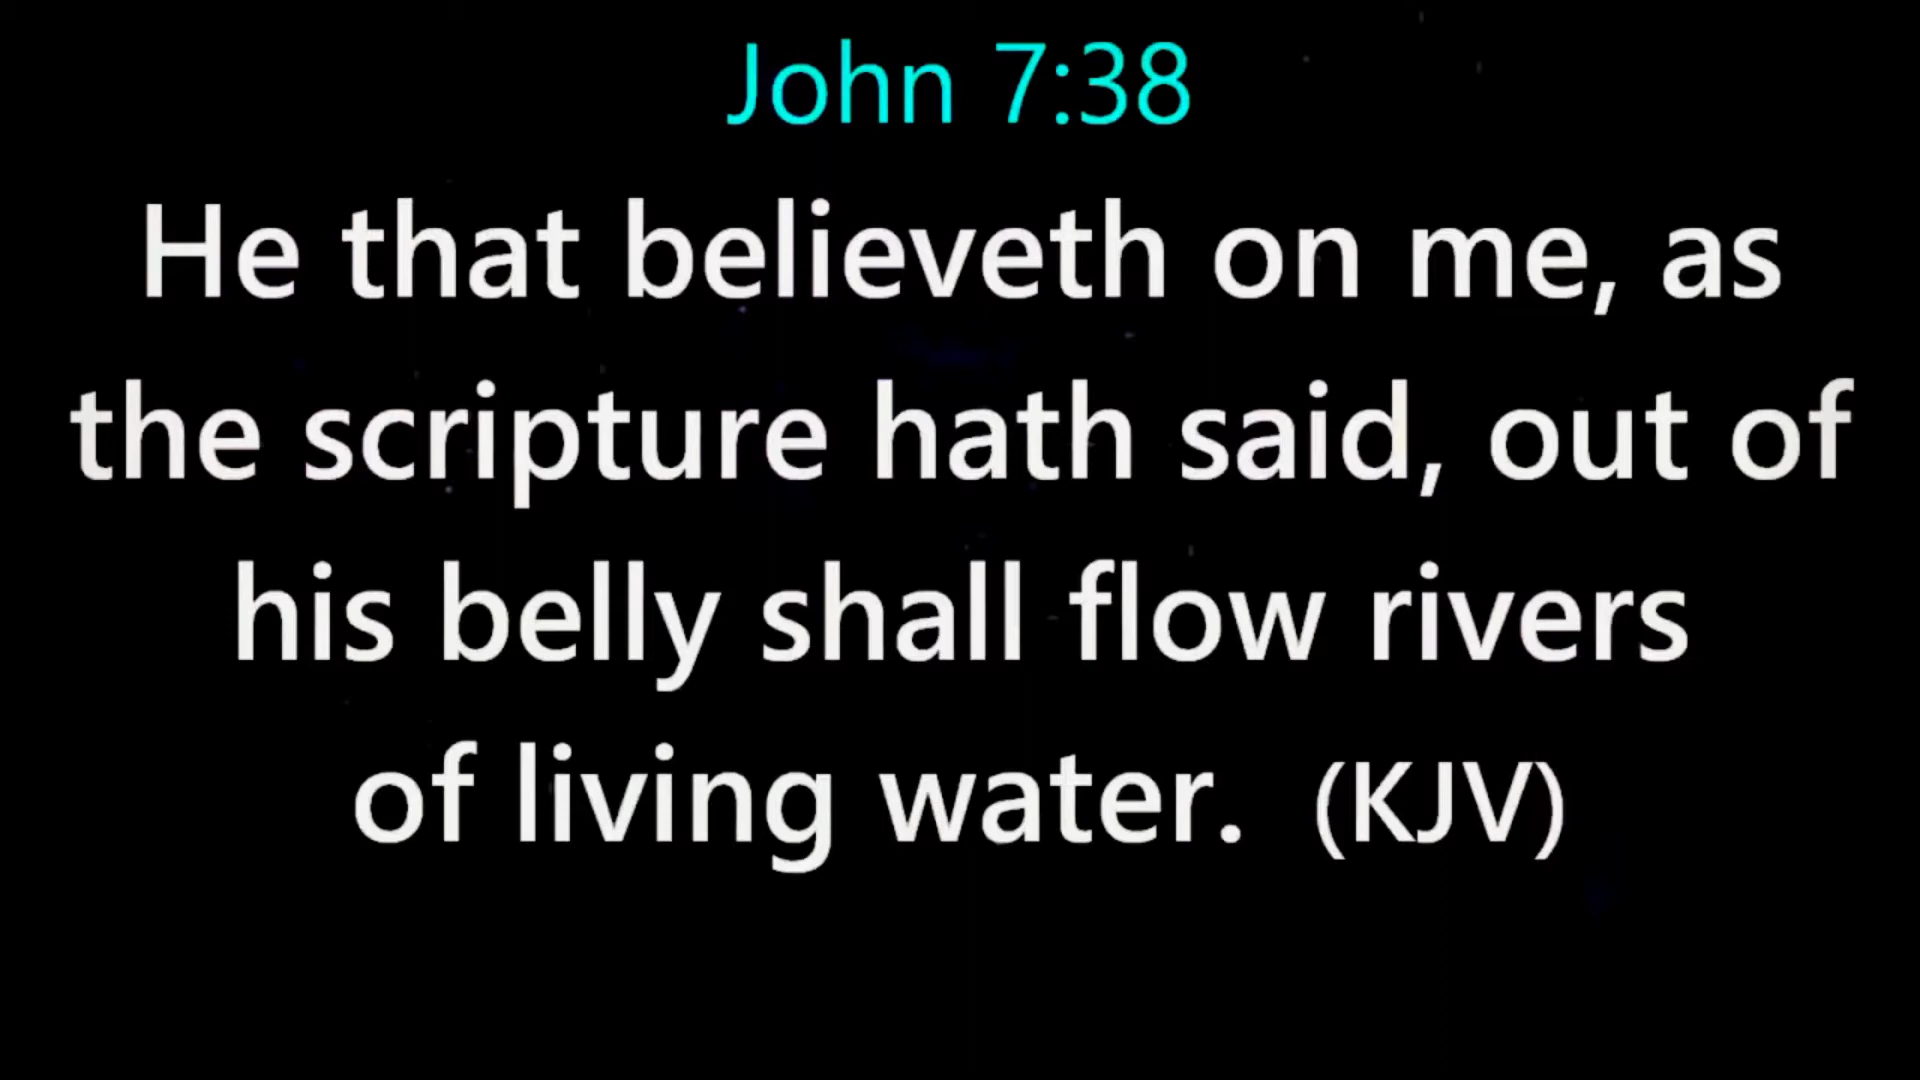 John 7:38
He that believeth on me, as
the scripture hath said, out of
his belly shall flow rivers
of living water. (KJV)